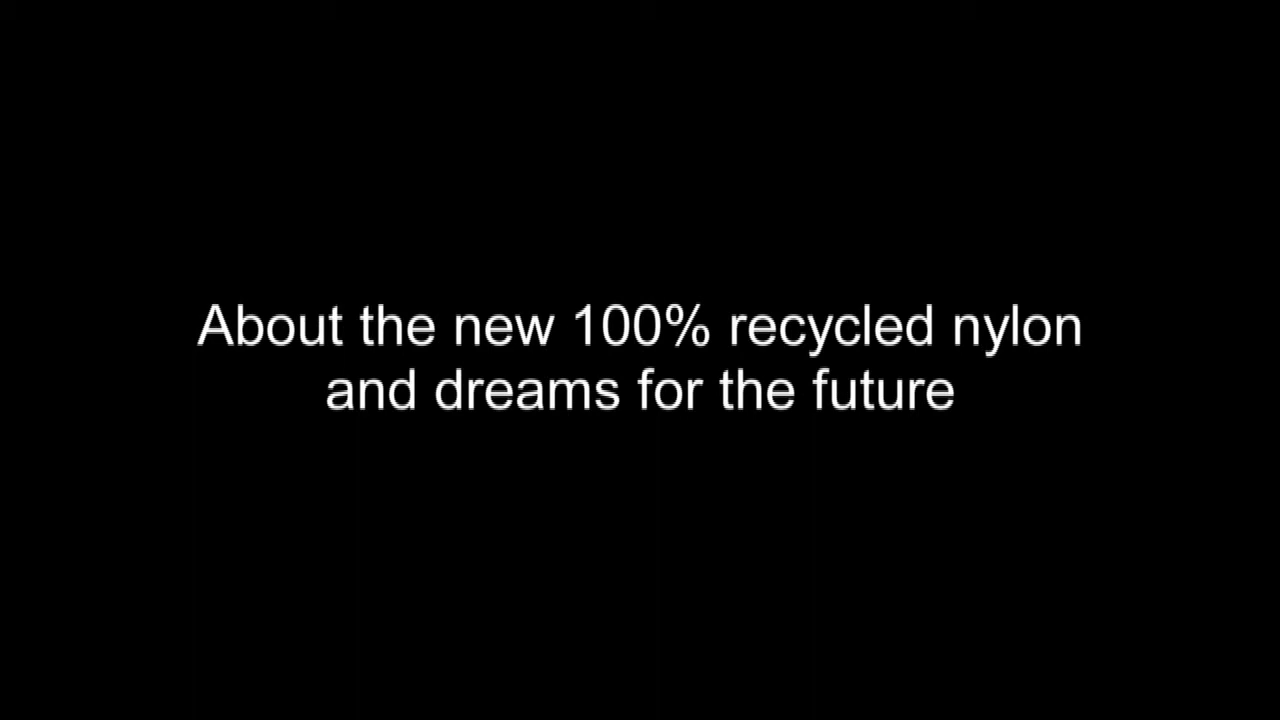 About the new 100% recycled nylon
and dreams for the future